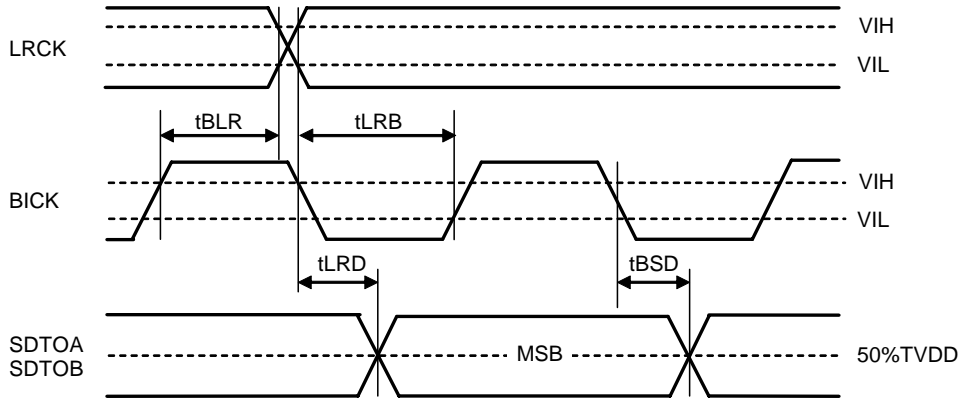 LRCK
VIH
VIL
tBLR
tLRB
BICK
VIH
VIL
tLRD
tBSD
SDTOA
SDTOB
MSB
50%TVDD